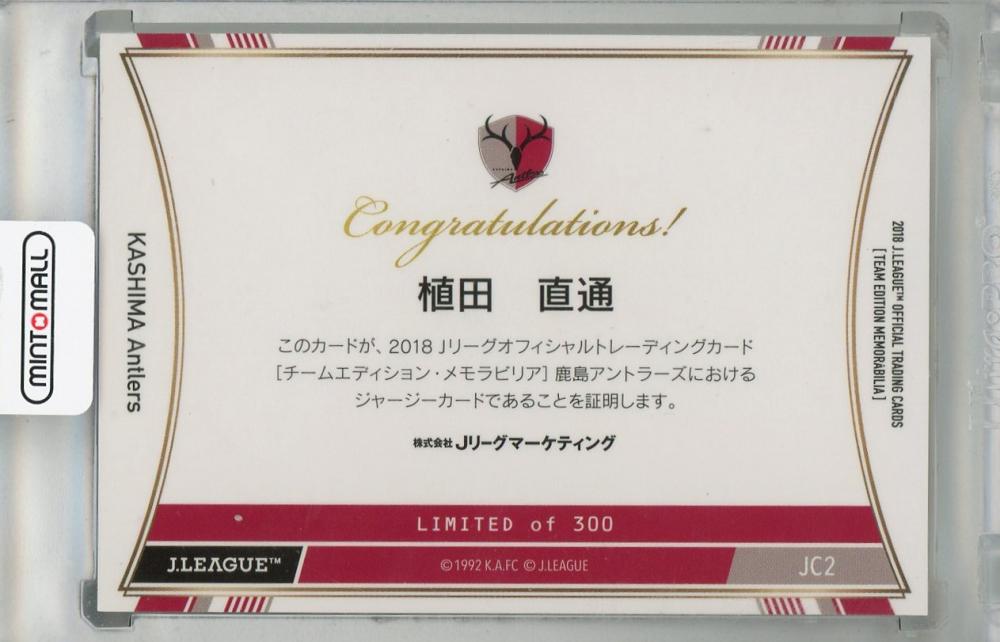 KASHIMA
Antlers
Congratulations!
植田 直通
このカードが、2018 Jリーグオフィシャルトレーディングカード
[チームエディション・メモラビリア] 鹿島アントラーズにおける
ジャージーカードであることを証明します。
株式会社 Jリーグマーケティング
LIMITED of 300
J.LEAGUE™
©1992 K.A.FC © J.LEAGUE
JC2
KASHIMA Antlers
2018 J.LEAGUE™ OFFICIAL TRADING CARDS
[TEAM EDITION MEMORABILIA]
MINTMALL